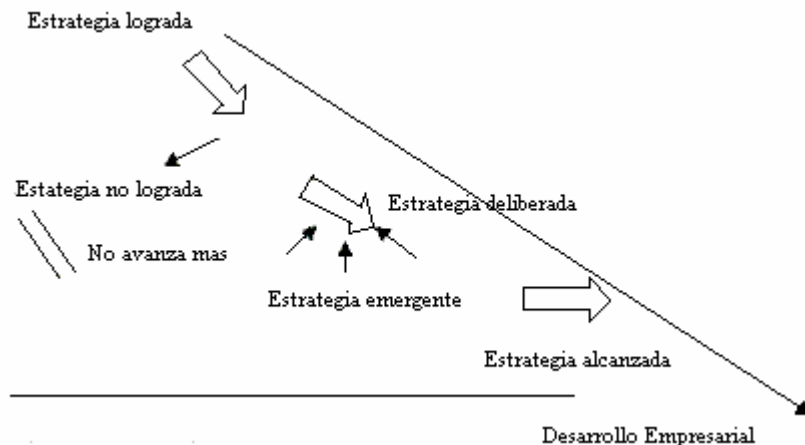 Estrategia lograda
Estategia no lograda
Estrategia deliberada
No avanza mas
Estrategia emergente
Estrategia alcanzada
Desarrollo Empresarial